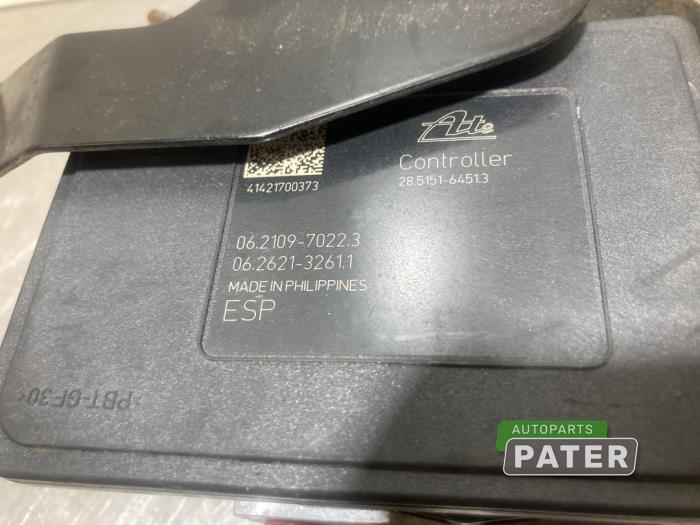 Ate
Controller
28.5151-6451.3
41421700373
06.2109-7022.3
06.2621-3261.1
MADE IN PHILIPPINES
ESP
>PBT-GF30<
AUTOPARTS
PATER